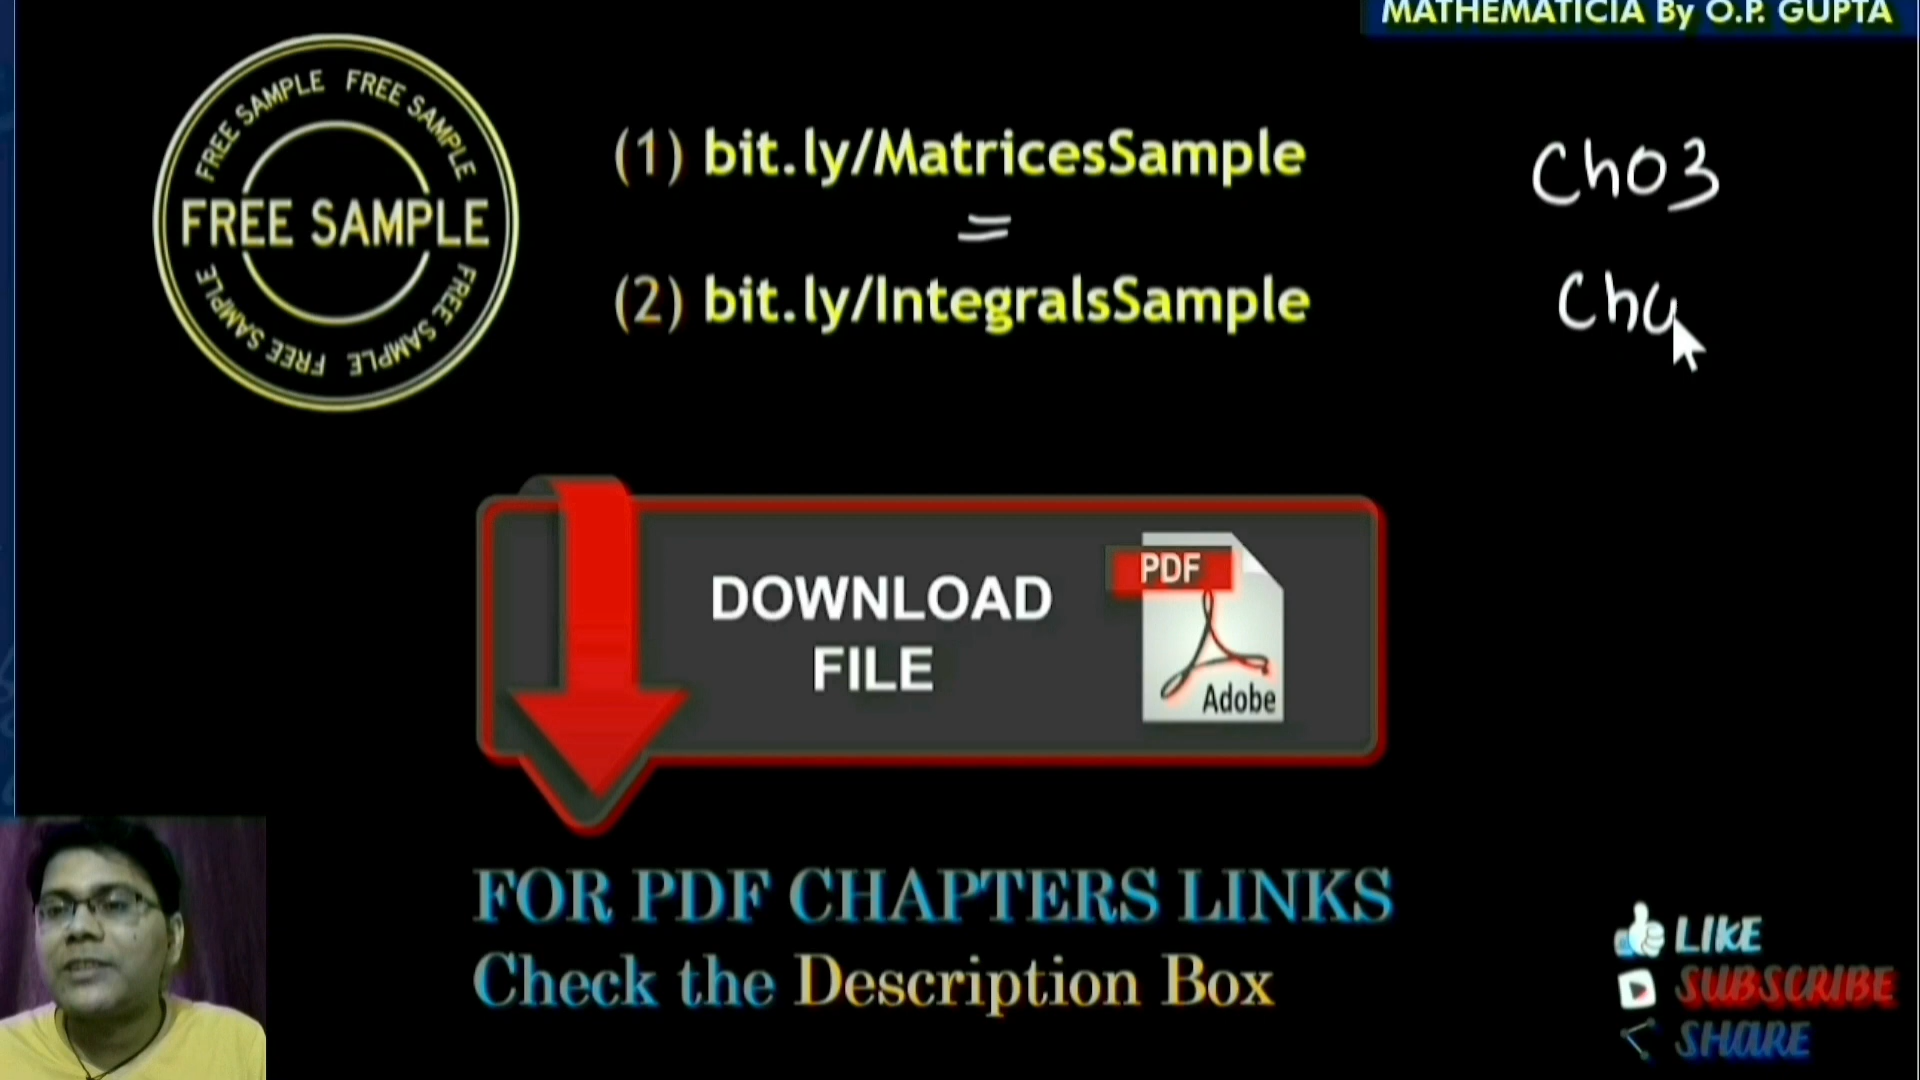 MATHEMATICIA By O.P. GUPTA
FREE SAMPLE FREE SAMPLE
FREE SAMPLE
FREE SAMPLE FREE SAMPLE
(1) bit.ly/MatricesSample
Ch03
=
(2) bit.ly/IntegralsSample
Ch
DOWNLOAD
FILE
PDF
Adobe
FOR PDF CHAPTERS LINKS
Check the Description Box
LIKE
SUBSCRIBE
SHARE